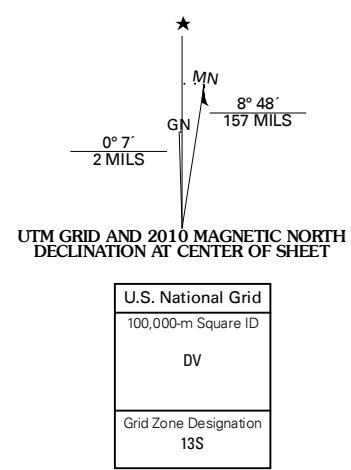 MN
8° 48´
157 MILS
GN
0° 7´
2 MILS
UTM GRID AND 2010 MAGNETIC NORTH
DECLINATION AT CENTER OF SHEET
U.S. National Grid
100,000-m Square ID
DV
Grid Zone Designation
13S